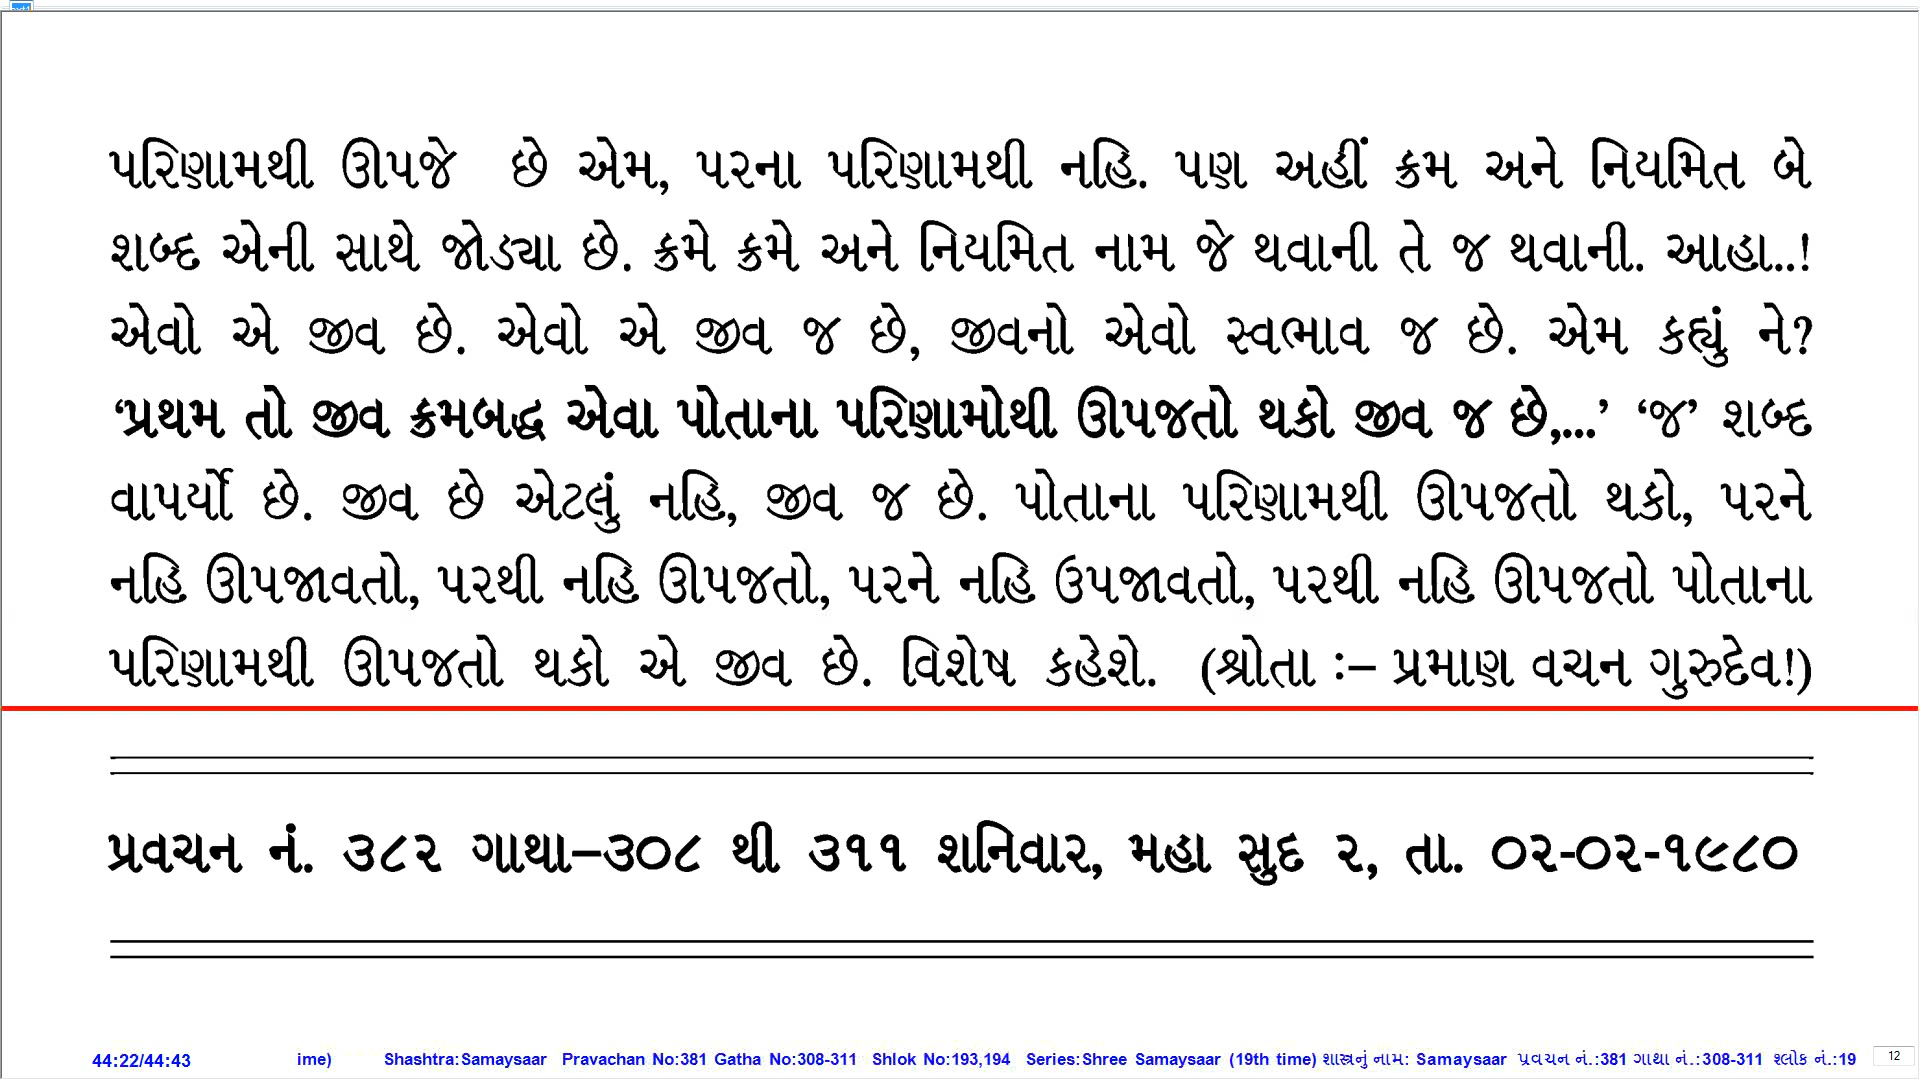 પરિણામથી ઊપજે છે એમ, પરના પરિણામથી નહિ. પણ અહીં ક્રમ અને નિયમિત બે
શબ્દ એની સાથે જોડ્યા છે. ક્રમે ક્રમે અને નિયમિત નામ જે થવાની તે જ થવાની. આહા..!
એવો એ જીવ છે. એવો એ જીવ જ છે, જીવનો એવો સ્વભાવ જ છે. એમ કહ્યું ને?
‘પ્રથમ તો જીવ ક્રમબદ્ધ એવા પોતાના પરિણામોથી ઊપજતો થકો જીવ જ છે,...’ ‘જ’ શબ્દ
વાપર્યો છે. જીવ છે એટલું નહિ, જીવ જ છે. પોતાના પરિણામથી ઊપજતો થકો, પરને
નહિ ઊપજાવતો, પરથી નહિ ઊપજતો, પરને નહિ ઉપજાવતો, પરથી નહિ ઊપજતો પોતાના
પરિણામથી ઊપજતો થકો એ જીવ છે. વિશેષ કહેશે. (શ્રોતા :– પ્રમાણ વચન ગુરુદેવ!)
પ્રવચન નં. ૩૮૨ ગાથા–૩૦૮ થી ૩૧૧ શનિવાર, મહા સુદ ૨, તા. ૦૨-૦૨-૧૯૮૦
44:22/44:43 ime) Shashtra:Samaysaar Pravachan No:381 Gatha No:308-311 Shlok No:193,194 Series:Shree Samaysaar (19th time) શાસ્ત્રનું નામ: Samaysaar પ્રવચન નં.:381 ગાથા નં.:308-311 શ્લોક નં.:19 12